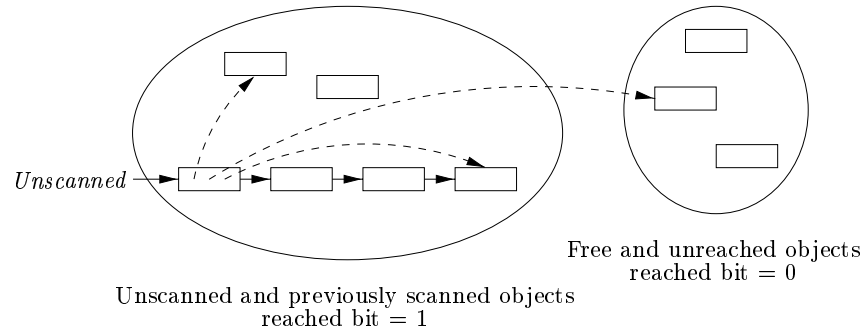 Unscanned
Free and unreached objects
reached bit = 0
Unscanned and previously scanned objects
reached bit = 1